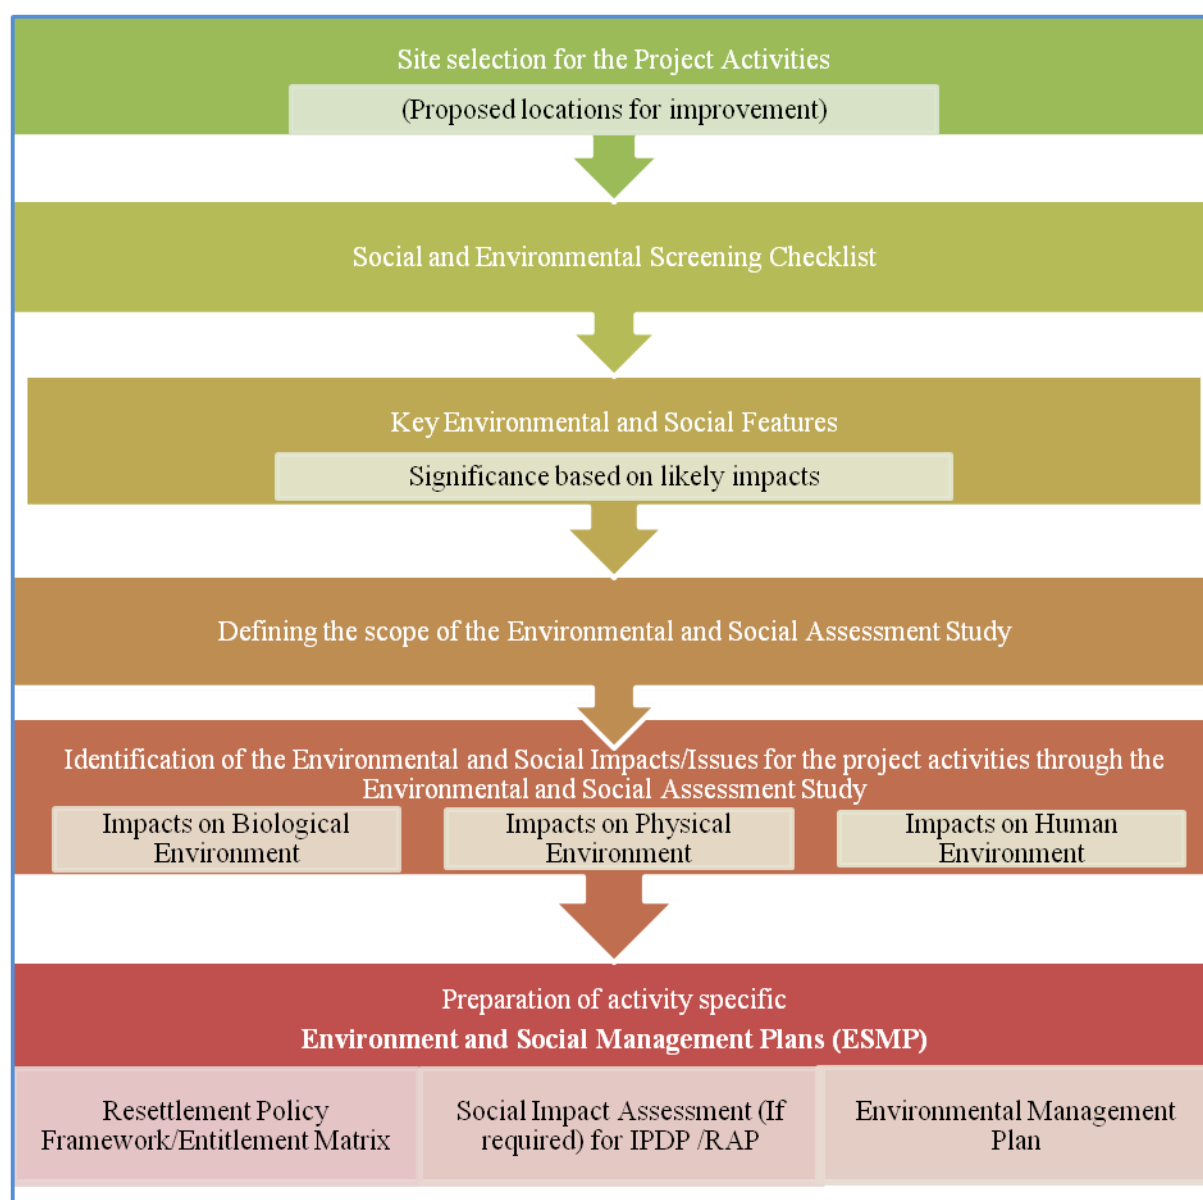 Site selection for the Project Activities
(Proposed locations for improvement)
Social and Environmental Screening Checklist
Key Environmental and Social Features
Significance based on likely impacts
Defining the scope of the Environmental and Social Assessment Study
Identification of the Environmental and Social Impacts/Issues for the project activities through the
Environmental and Social Assessment Study
Impacts on Biological
Environment
Impacts on Physical
Environment
Impacts on Human
Environment
Preparation of activity specific
Environment and Social Management Plans (ESMP)
Resettlement Policy
Framework/Entitlement Matrix
Social Impact Assessment (If
required) for IPDP /RAP
Environmental Management
Plan